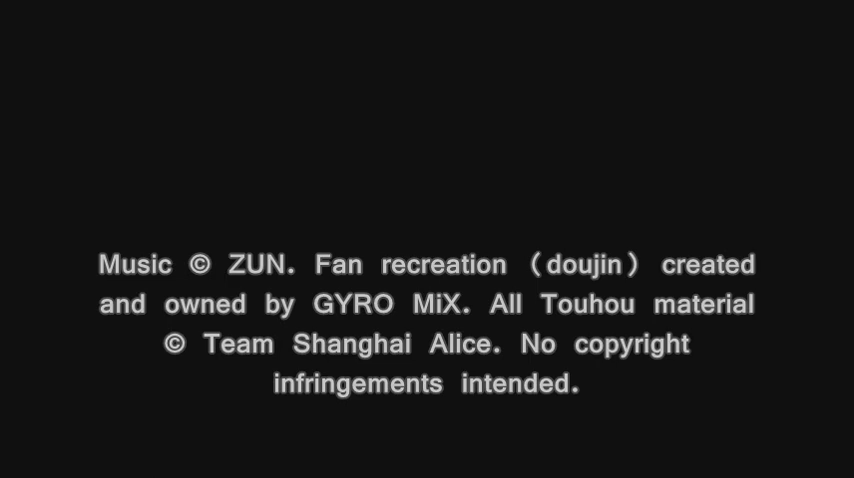 Music © ZUN. Fan recreation (doujin) created
and owned by GYRO MiX. All Touhou material
© Team Shanghai Alice. No copyright
infringements intended.